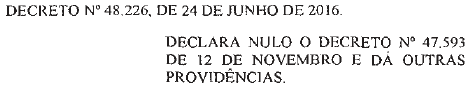 DECRETO Nº 48.226, DE 24 DE JUNHO DE 2016.
DECLARA NULO O DECRETO Nº 47.593
DE 12 DE NOVEMBRO E DÁ OUTRAS
PROVIDÊNCIAS.